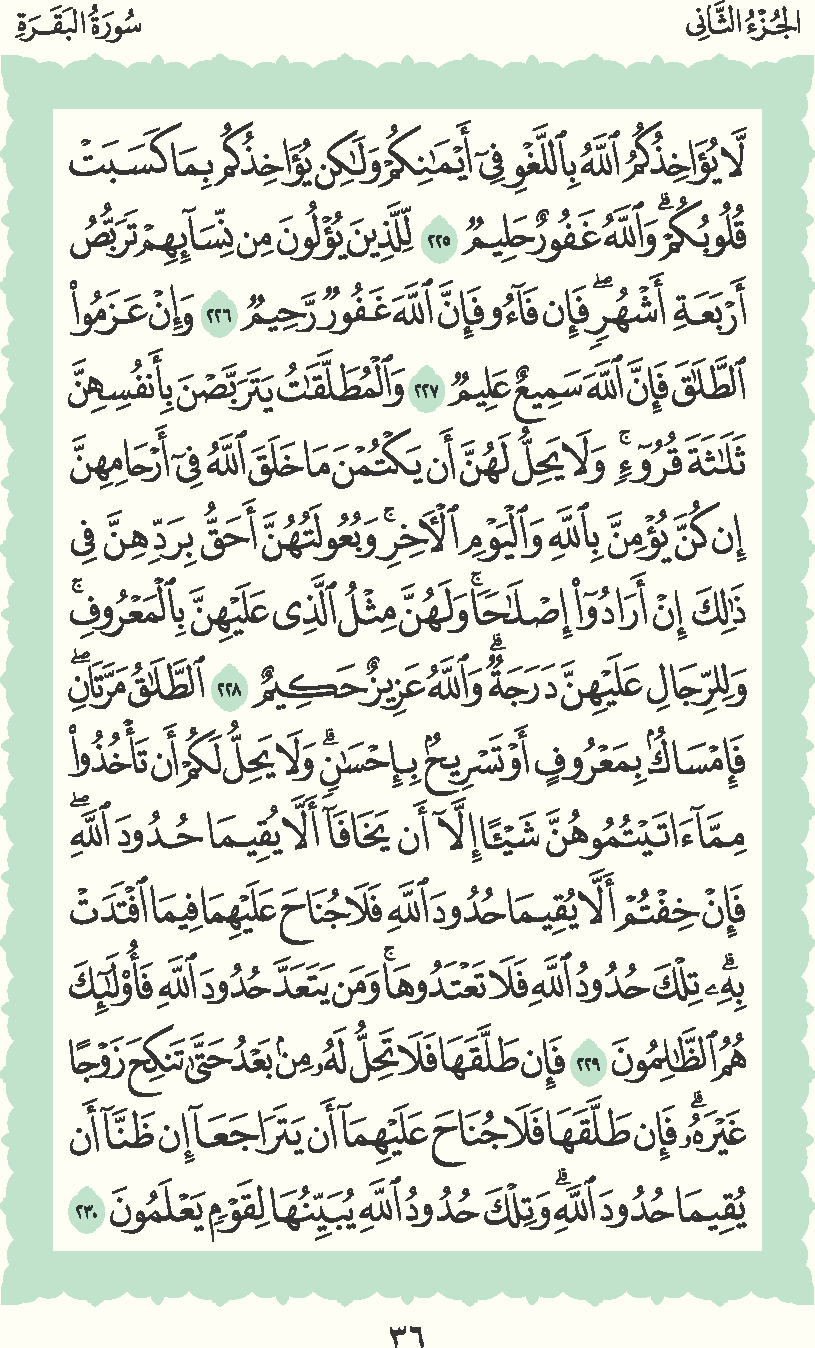 الجُزْءُ الثَّانِي
سُورَةُ البَقَرَةِ
لَّا يُؤَاخِذُكُمُ ٱللَّهُ بِٱللَّغْوِ فِىٓ أَيْمَٰنِكُمْ وَلَٰكِن يُؤَاخِذُكُم بِمَا كَسَبَتْ
قُلُوبُكُمْ ۗ وَٱللَّهُ غَفُورٌ حَلِيمٌ ٢٢٥ لِّلَّذِينَ يُؤْلُونَ مِن نِّسَآئِهِمْ تَرَبُّصُ
أَرْبَعَةِ أَشْهُرٍ ۖ فَإِن فَآءُو فَإِنَّ ٱللَّهَ غَفُورٌ رَّحِيمٌ ٢٢٦ وَإِنْ عَزَمُوا۟
ٱلطَّلَٰقَ فَإِنَّ ٱللَّهَ سَمِيعٌ عَلِيمٌ ٢٢٧ وَٱلْمُطَلَّقَٰتُ يَتَرَبَّصْنَ بِأَنفُسِهِنَّ
ثَلَٰثَةَ قُرُوٓءٍ ۚ وَلَا يَحِلُّ لَهُنَّ أَن يَكْتُمْنَ مَا خَلَقَ ٱللَّهُ فِىٓ أَرْحَامِهِنَّ
إِن كُنَّ يُؤْمِنَّ بِٱللَّهِ وَٱلْيَوْمِ ٱلْءَاخِرِ ۚ وَبُعُولَتُهُنَّ أَحَقُّ بِرَدِّهِنَّ فِى
ذَٰلِكَ إِنْ أَرَادُوٓا۟ إِصْلَٰحًا ۚ وَلَهُنَّ مِثْلُ ٱلَّذِى عَلَيْهِنَّ بِٱلْمَعْرُوفِ ۚ
وَلِلرِّجَالِ عَلَيْهِنَّ دَرَجَةٌ ۗ وَٱللَّهُ عَزِيزٌ حَكِيمٌ ٢٢٨ ٱلطَّلَٰقُ مَرَّتَانِ ۖ
فَإِمْسَاكٌۢ بِمَعْرُوفٍ أَوْ تَسْرِيحٌۢ بِإِحْسَٰنٍ ۗ وَلَا يَحِلُّ لَكُمْ أَن تَأْخُذُوا۟
مِمَّآ ءَاتَيْتُمُوهُنَّ شَيْـًٔا إِلَّآ أَن يَخَافَآ أَلَّا يُقِيمَا حُدُودَ ٱللَّهِ ۖ
فَإِنْ خِفْتُمْ أَلَّا يُقِيمَا حُدُودَ ٱللَّهِ فَلَا جُنَاحَ عَلَيْهِمَا فِيمَا ٱفْتَدَتْ
بِهِۦ ۗ تِلْكَ حُدُودُ ٱللَّهِ فَلَا تَعْتَدُوهَا ۚ وَمَن يَتَعَدَّ حُدُودَ ٱللَّهِ فَأُو۟لَٰٓئِكَ
هُمُ ٱلظَّٰلِمُونَ ٢٢٩ فَإِن طَلَّقَهَا فَلَا تَحِلُّ لَهُۥ مِنۢ بَعْدُ حَتَّىٰ تَنكِحَ زَوْجًا
غَيْرَهُۥ ۗ فَإِن طَلَّقَهَا فَلَا جُنَاحَ عَلَيْهِمَآ أَن يَتَرَاجَعَآ إِن ظَنَّآ أَن
يُقِيمَا حُدُودَ ٱللَّهِ ۗ وَتِلْكَ حُدُودُ ٱللَّهِ يُبَيِّنُهَا لِقَوْمٍ يَعْلَمُونَ ٢٣٠
٣٦